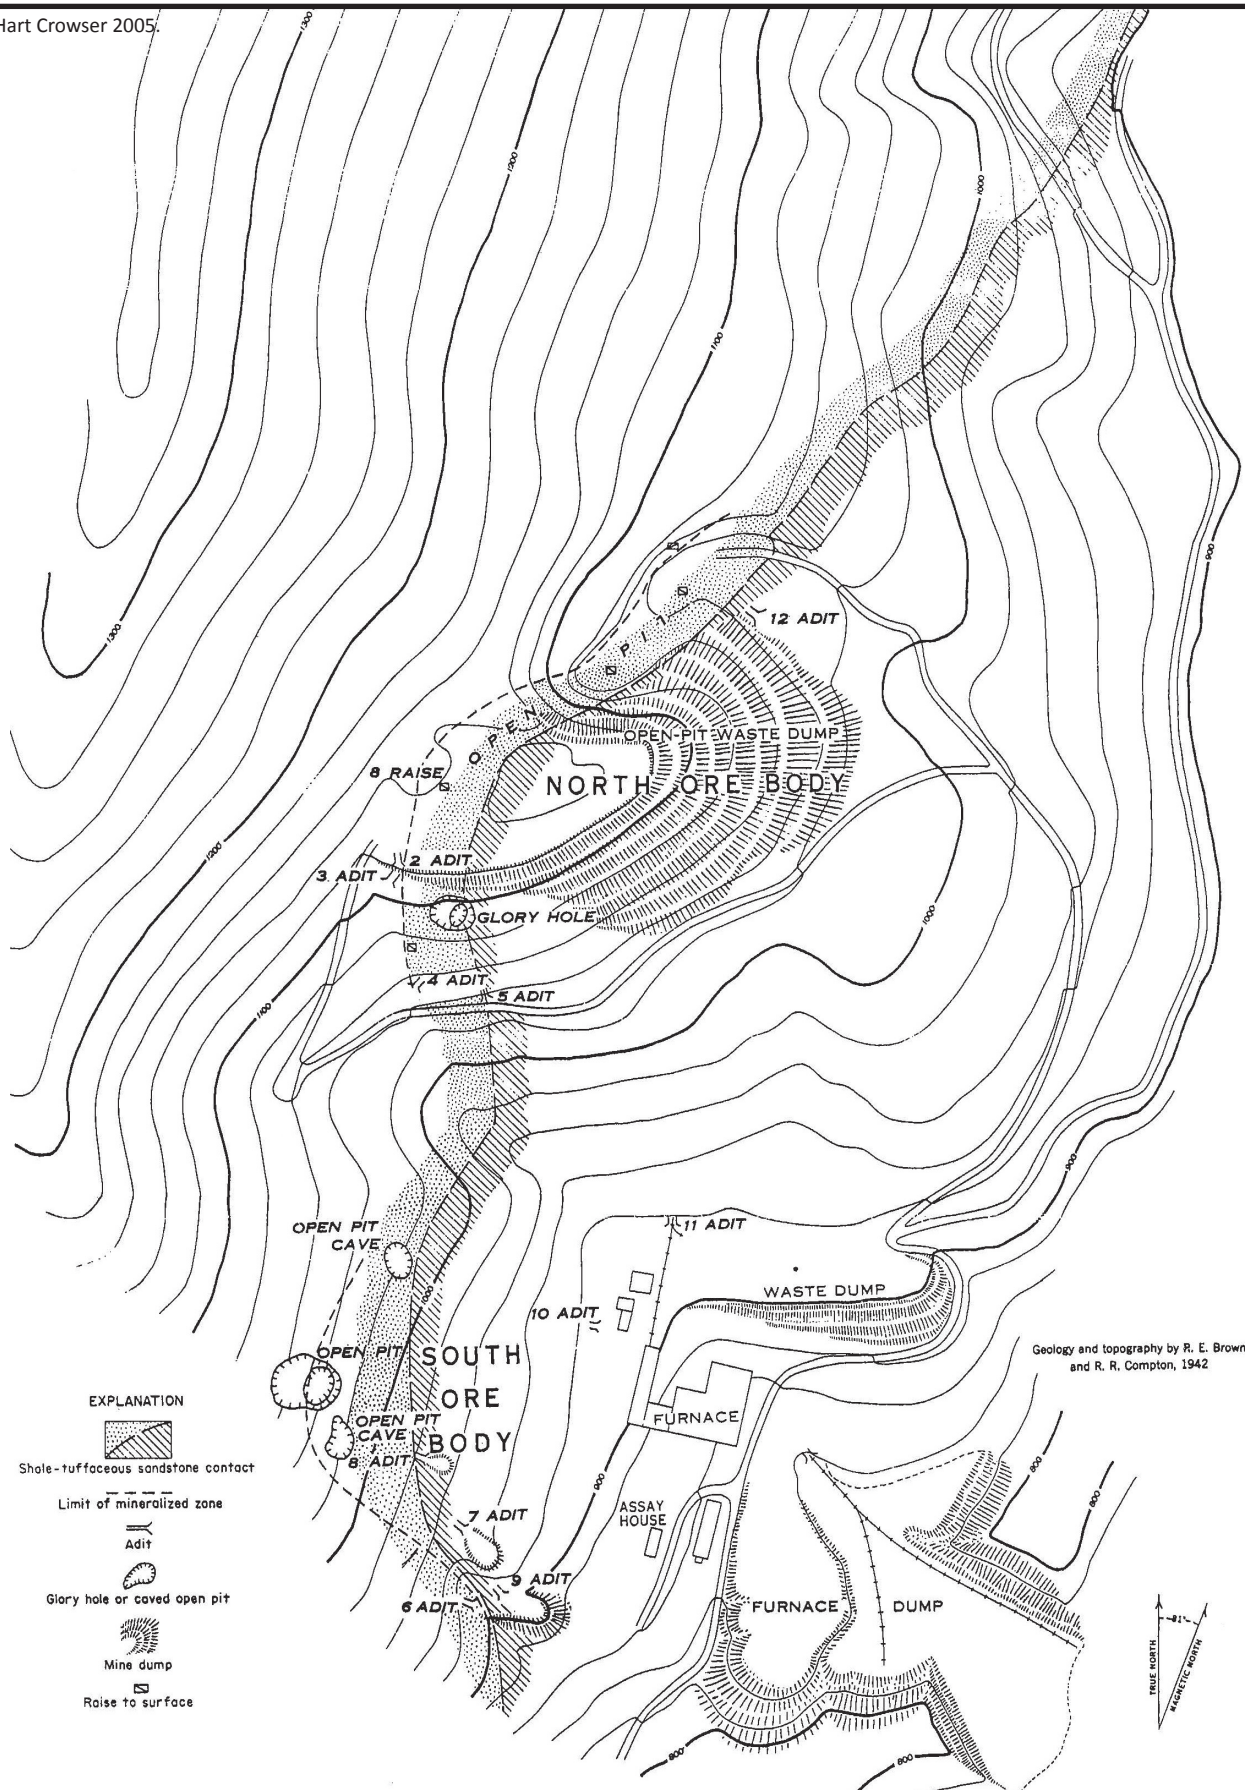 Hart Crowser 2005.
1300
1200
1000
1100
900
1300
12 ADIT
OPEN PIT
OPEN-PIT WASTE DUMP
8 RAISE
NORTH ORE BODY
1200
2 ADIT
3 ADIT
GLORY HOLE
1000
4 ADIT
5 ADIT
1100
900
OPEN PIT
CAVE
11 ADIT
WASTE DUMP
1000
10 ADIT
OPEN PIT
SOUTH
ORE
BODY
Geology and topography by R. E. Brown
and R. R. Compton, 1942
OPEN PIT
CAVE
8 ADIT
FURNACE
EXPLANATION
Shale-tuffaceous sandstone contact
Limit of mineralized zone
Adit
Glory hole or caved open pit
Mine dump
Raise to surface
900
800
800
ASSAY
HOUSE
7 ADIT
9 ADIT
6 ADIT
FURNACE DUMP
TRUE NORTH
MAGNETIC NORTH
800
800